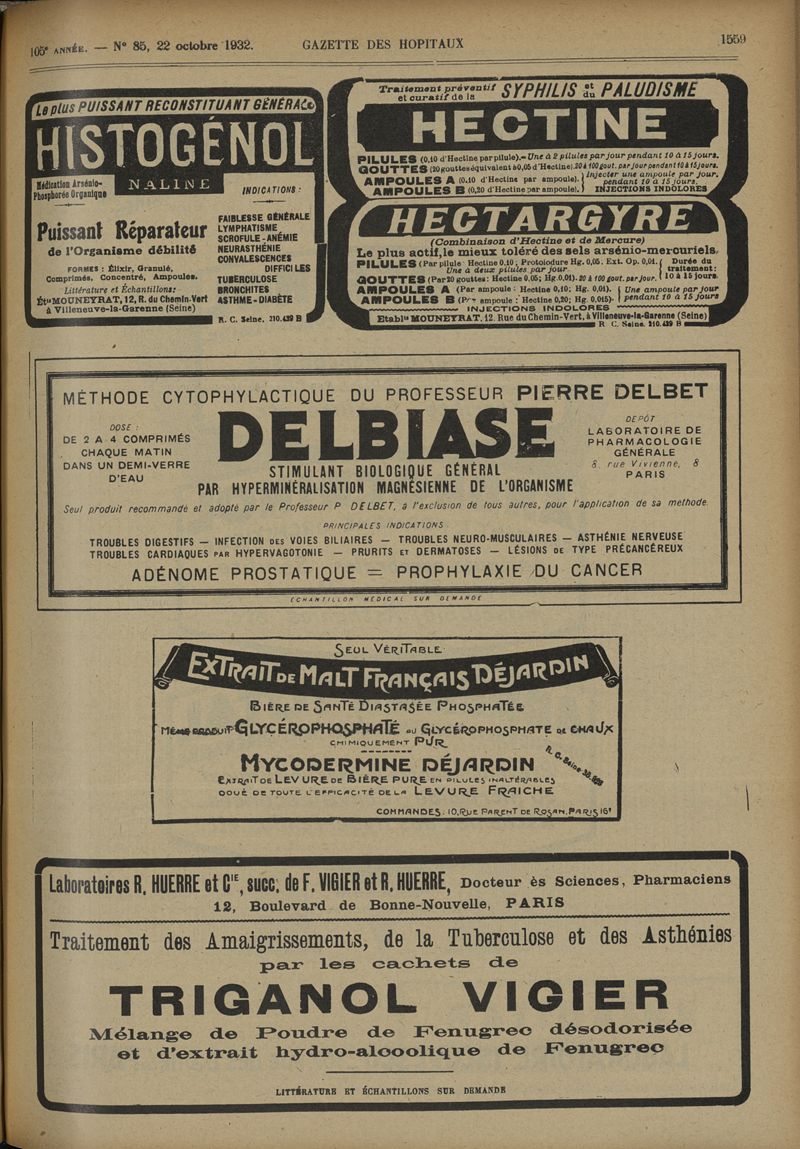 105e ANNÉE. — N° 85, 22 octobre 1932. GAZETTE DES HOPITAUX 1559
Le plus PUISSANT RECONSTITUANT GÉNÉRAL
HISTOGÉNOL
Médication Arsénio-
Phosphorée Organique
NALINE
INDICATIONS :
Puissant Réparateur
de l'Organisme débilité
FORMES : Élixir, Granulé,
Comprimés, Concentré, Ampoules.
Littérature et Échantillons:
Éts MOUNEYRAT, 12, R. du Chemin-Vert
à Villeneuve-la-Garenne (Seine)
FAIBLESSE GÉNÉRALE
LYMPHATISME
SCROFULE - ANÉMIE
NEURASTHÉNIE
CONVALESCENCES
DIFFICILES
TUBERCULOSE
BRONCHITES
ASTHME - DIABÈTE
R. C. Seine, 210.439 B
Traitement préventif et curatif de la SYPHILIS et du PALUDISME
HECTINE
PILULES (0,10 d'Hectine par pilule).- Une à 2 pilules par jour pendant 10 à 15 jours.
GOUTTES (20 gouttes équivalent à 0,05 d'Hectine). 20 à 100 gout. par jour pendant 10 à 15 jours.
AMPOULES A (0,10 d'Hectine par ampoule). Injecter une ampoule par jour.
AMPOULES B (0,20 d'Hectine par ampoule). pendant 10 à 15 jours.
INJECTIONS INDOLORES
HECTARGYRE
(Combinaison d'Hectine et de Mercure)
Le plus actif, le mieux toléré des sels arsénio-mercuriels.
PILULES (Par pilule : Hectine 0,10 ; Protoiodure Hg. 0,05 ; Ext. Op. 0,01.
Une à deux pilules par jour
Durée du traitement: 10 à 15 jours
GOUTTES (Par 20 gouttes : Hectine 0,05 ; Hg. 0,01). 20 à 100 gout. par jour.
AMPOULES A (Par ampoule : Hectine 0,10 ; Hg. 0,01). Une ampoule par jour
AMPOULES B (Par ampoule : Hectine 0,20; Hg. 0,015). pendant 10 à 15 jours
INJECTIONS INDOLORES
Etabls MOUNEYRAT, 12, Rue du Chemin-Vert, à Villeneuve-la-Garenne (Seine)
R. C. Seine, 210.439 B
MÉTHODE CYTOPHYLACTIQUE DU PROFESSEUR PIERRE DELBET
DOSE :
DE 2 A 4 COMPRIMÉS
CHAQUE MATIN
DANS UN DEMI-VERRE
D'EAU
DELBIASE
STIMULANT BIOLOGIQUE GÉNÉRAL
PAR HYPERMINÉRALISATION MAGNÉSIENNE DE L'ORGANISME
DEPÔT
LABORATOIRE DE
PHARMACOLOGIE
GÉNÉRALE
8, rue Vivienne, 8
PARIS
Seul produit recommandé et adopté par le Professeur P. DELBET, à l'exclusion de tous autres, pour l'application de sa méthode.
PRINCIPALES INDICATIONS
TROUBLES DIGESTIFS — INFECTION DES VOIES BILIAIRES — TROUBLES NEURO-MUSCULAIRES — ASTHÉNIE NERVEUSE
TROUBLES CARDIAQUES PAR HYPERVAGOTONIE — PRURITS ET DERMATOSES — LÉSIONS DE TYPE PRÉCANCÉREUX
ADÉNOME PROSTATIQUE = PROPHYLAXIE DU CANCER
ÉCHANTILLON MÉDICAL SUR DEMANDE
SEUL VÉRITABLE
EXTRAIT DE MALT FRANÇAIS DÉJARDIN
BIÈRE DE SANTÉ DIASTASÉE PHOSPHATÉE
MÊME PRODUIT GLYCÉROPHOSPHATÉ AU GLYCÉROPHOSPHATE DE CHAUX
CHIMIQUEMENT PUR
MYCODERMINE DÉJARDIN
EXTRAIT DE LEVURE DE BIÈRE PURE EN PILULES INALTÉRABLES
DOUÉ DE TOUTE L'EFFICACITÉ DE LA LEVURE FRAICHE
R. C. Seine
COMMANDES : 10, RUE PARENT DE ROSAN, PARIS 16e
Laboratoires R. HUERRE et Cie, succ. de F. VIGIER et R. HUERRE, Docteur ès Sciences, Pharmaciens
12, Boulevard de Bonne-Nouvelle, PARIS
Traitement des Amaigrissements, de la Tuberculose et des Asthénies
par les cachets de
TRIGANOL VIGIER
Mélange de Poudre de Fenugrec désodorisée
et d'extrait hydro-alcoolique de Fenugrec
LITTÉRATURE ET ÉCHANTILLONS SUR DEMANDE